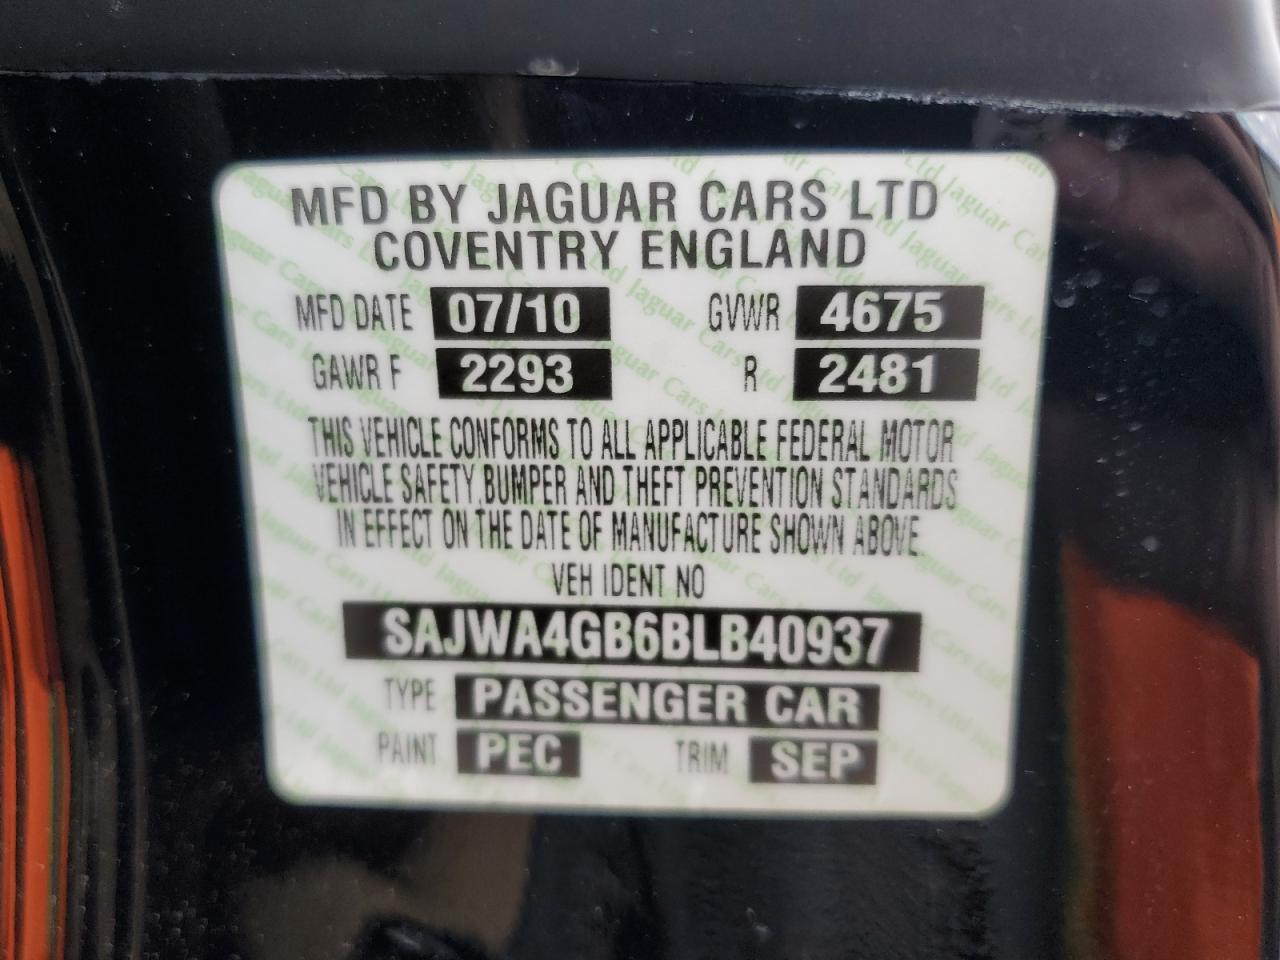 MFD BY JAGUAR CARS LTD
COVENTRY ENGLAND
MFD DATE 07/10 GVWR 4675
GAWR F 2293 R 2481
THIS VEHICLE CONFORMS TO ALL APPLICABLE FEDERAL MOTOR
VEHICLE SAFETY, BUMPER AND THEFT PREVENTION STANDARDS
IN EFFECT ON THE DATE OF MANUFACTURE SHOWN ABOVE
VEH IDENT NO
SAJWA4GB6BLB40937
TYPE PASSENGER CAR
PAINT PEC TRIM SEP